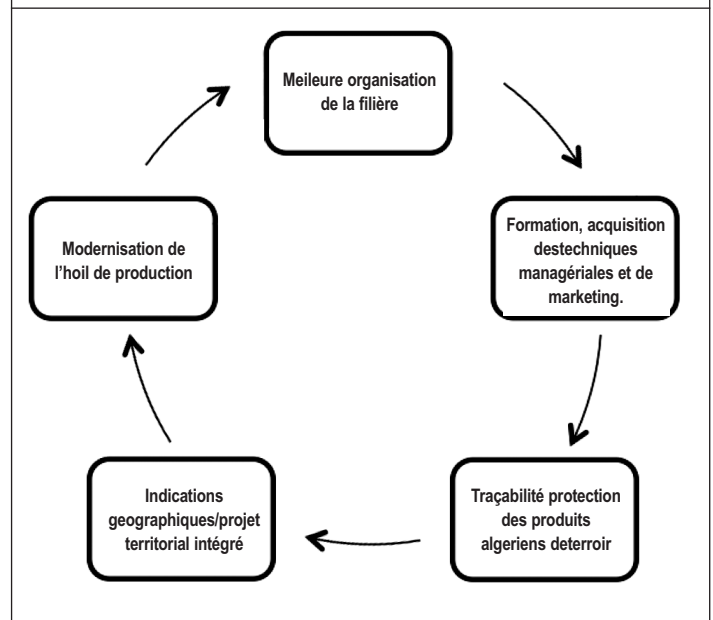 Meileure organisation
de la filière
Formation, acquisition
destechniques
managériales et de
marketing.
Traçabilité protection
des produits
algeriens deterroir
Indications
geographiques/projet
territorial intégré
Modernisation de
l’hoil de production